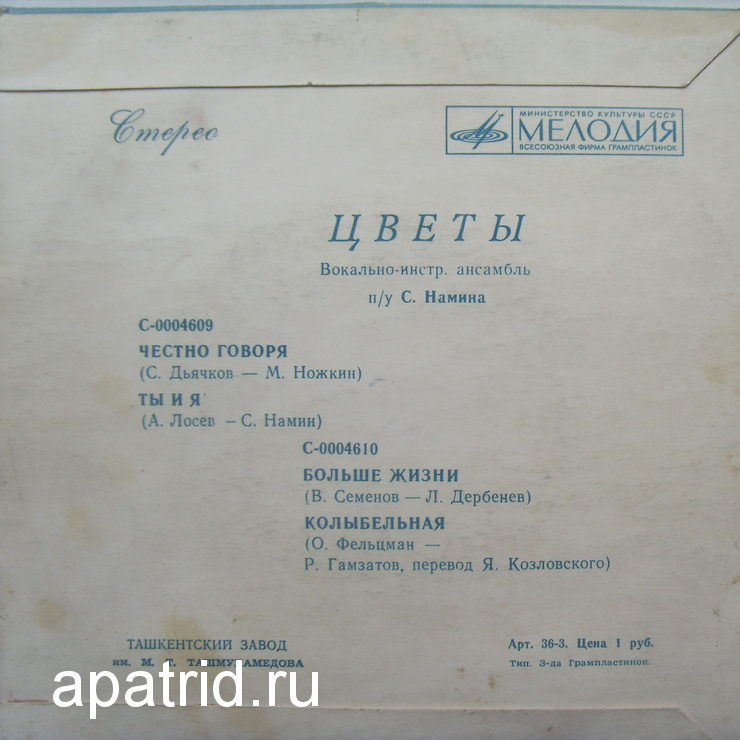 Стерео
МИНИСТЕРСТВО КУЛЬТУРЫ СССР
МЕЛОДИЯ
ВСЕСОЮЗНАЯ ФИРМА ГРАМПЛАСТИНОК
ЦВЕТЫ
Вокально-инстр. ансамбль
п/у С. Намина
С-0004609
ЧЕСТНО ГОВОРЯ
(С. Дьячков — М. Ножкин)
ТЫ И Я
(А. Лосев – С. Намин)
С-0004610
БОЛЬШЕ ЖИЗНИ
(В. Семенов — Л. Дербенев)
КОЛЫБЕЛЬНАЯ
(О. Фельцман —
Р. Гамзатов, перевод Я. Козловского)
ТАШКЕНТСКИЙ ЗАВОД
им. М. Т. ТАШМУХАМЕДОВА
Арт. 36-3. Цена 1 руб.
Тип. З-да Грампластинок.
apatrid.ru